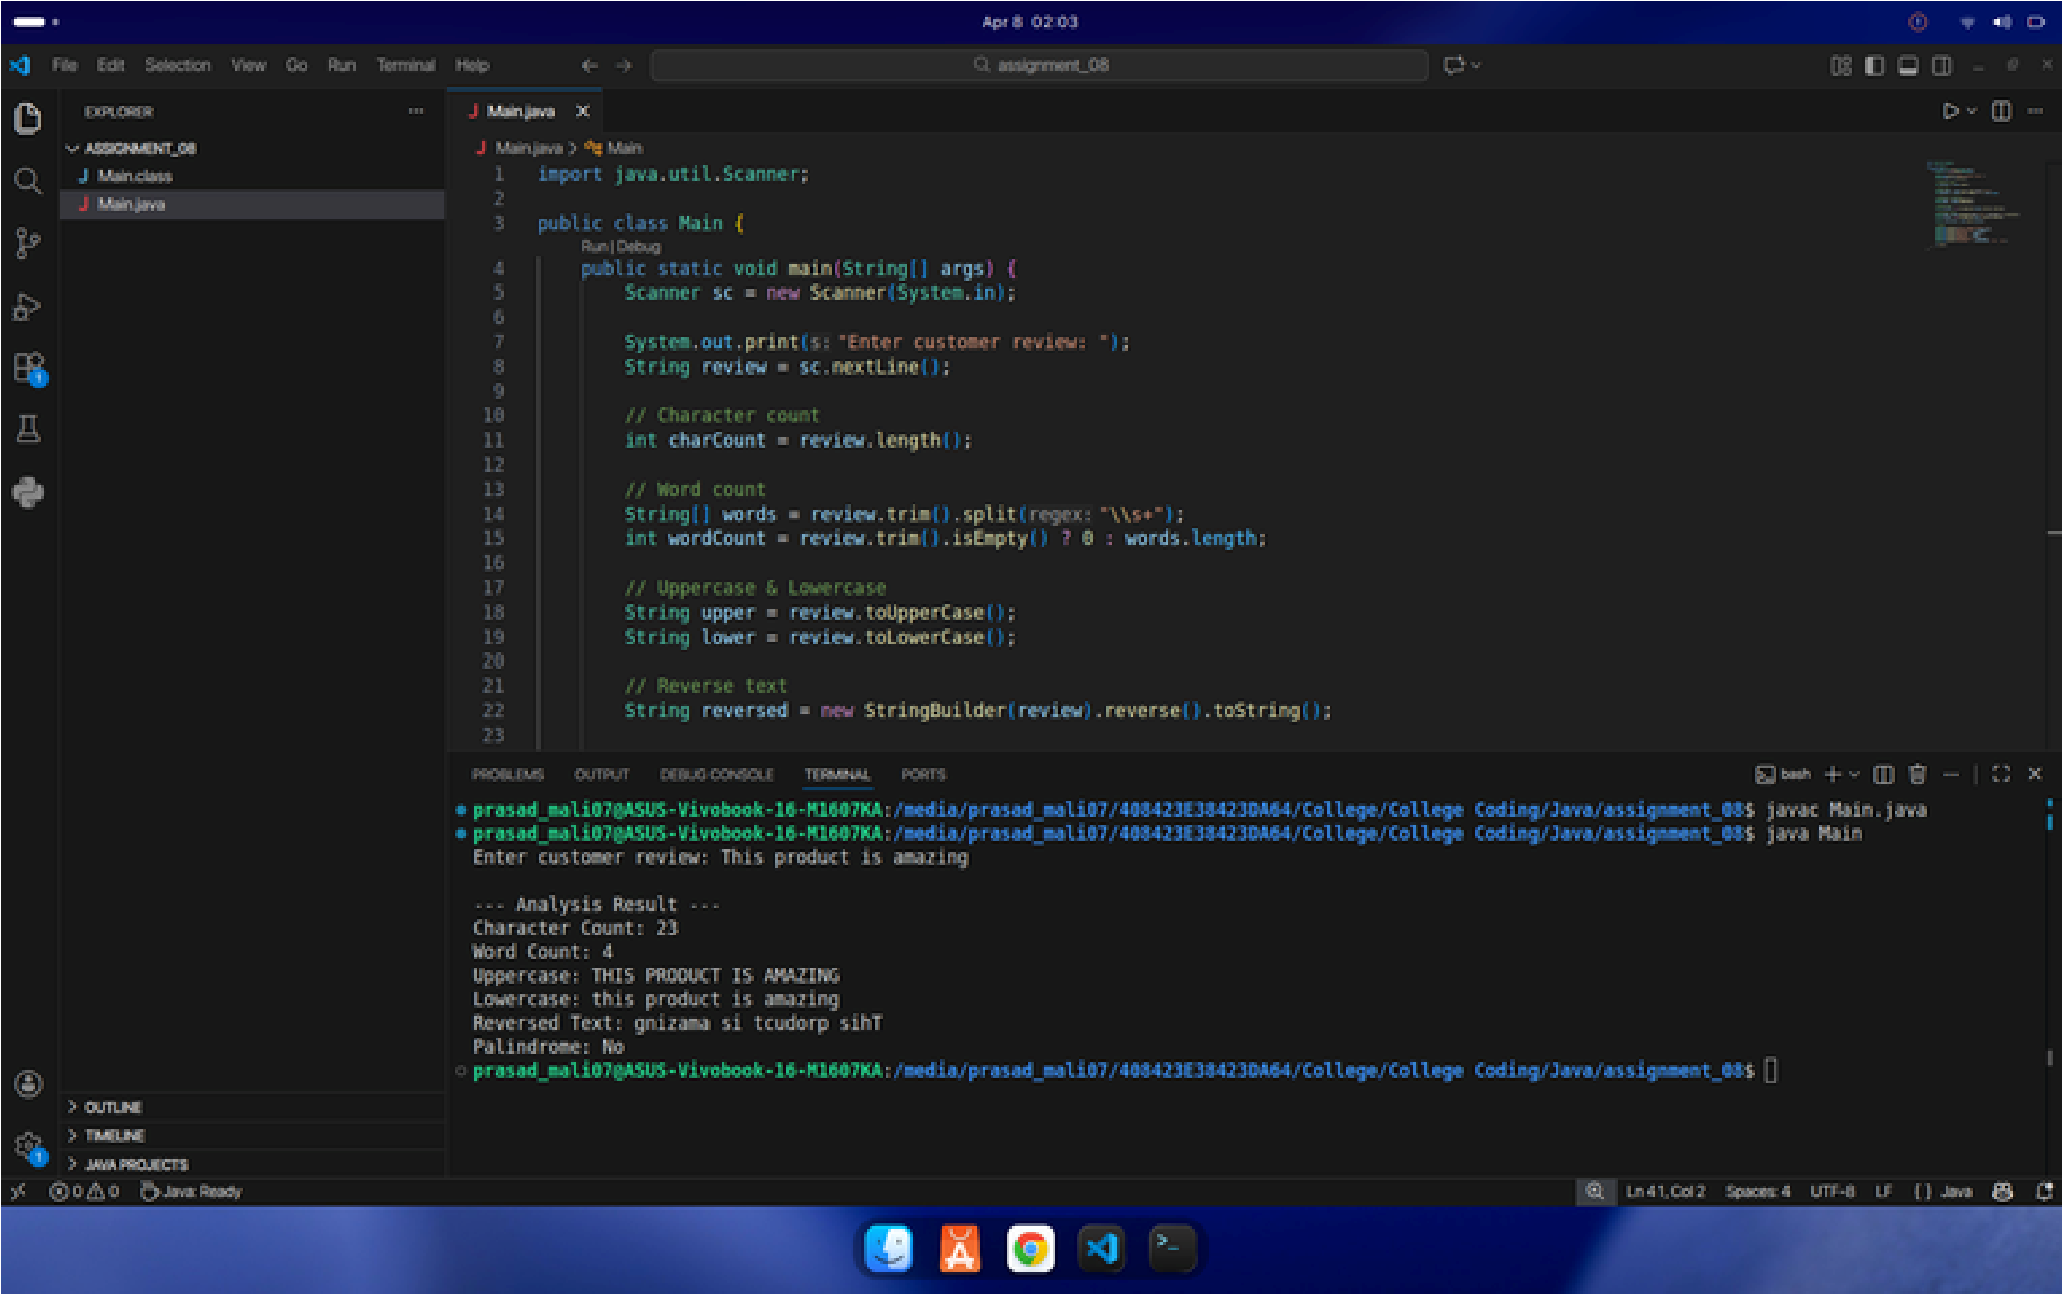 Apr 8 02:03
File Edit Selection View Go Run Terminal Help
assignment_08
EXPLORER
ASSIGNMENT_08
Main.class
Main.java
Main.java
Main.java > Main
1 import java.util.Scanner;
2
3 public class Main {
Run | Debug
4 public static void main(String[] args) {
5 Scanner sc = new Scanner(System.in);
6
7 System.out.print(s: "Enter customer review: ");
8 String review = sc.nextLine();
9
10 // Character count
11 int charCount = review.length();
12
13 // Word count
14 String[] words = review.trim().split(regex: "\\s+");
15 int wordCount = review.trim().isEmpty() ? 0 : words.length;
16
17 // Uppercase & Lowercase
18 String upper = review.toUpperCase();
19 String lower = review.toLowerCase();
20
21 // Reverse text
22 String reversed = new StringBuilder(review).reverse().toString();
23
PROBLEMS OUTPUT DEBUG CONSOLE TERMINAL PORTS
bash
prasad_mali07@ASUS-Vivobook-16-M1607KA:/media/prasad_mali07/408423E38423DA64/College/College Coding/Java/assignment_08$ javac Main.java
prasad_mali07@ASUS-Vivobook-16-M1607KA:/media/prasad_mali07/408423E38423DA64/College/College Coding/Java/assignment_08$ java Main
Enter customer review: This product is amazing
--- Analysis Result ---
Character Count: 23
Word Count: 4
Uppercase: THIS PRODUCT IS AMAZING
Lowercase: this product is amazing
Reversed Text: gnizama si tcudorp sihT
Palindrome: No
prasad_mali07@ASUS-Vivobook-16-M1607KA:/media/prasad_mali07/408423E38423DA64/College/College Coding/Java/assignment_08$
OUTLINE
TIMELINE
JAVA PROJECTS
0 0 Java: Ready
Ln 41, Col 2 Spaces: 4 UTF-8 LF {} Java